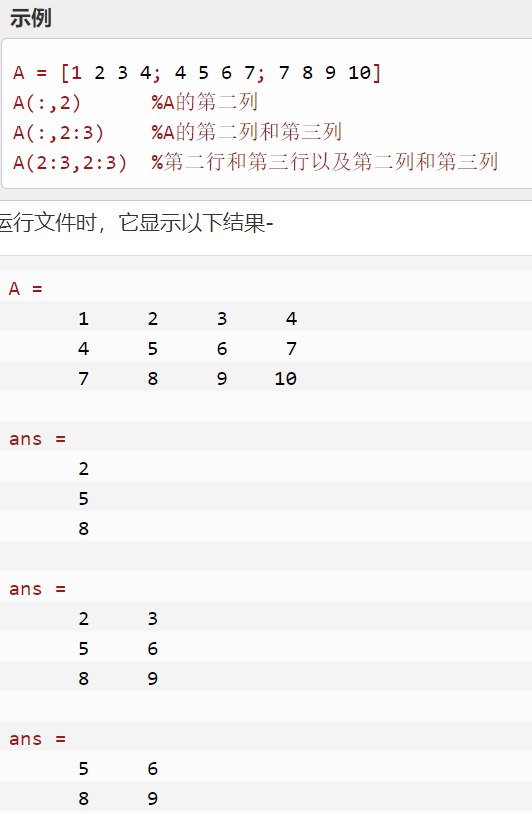 示例
A = [1 2 3 4; 4 5 6 7; 7 8 9 10]
A(:,2)      %A的第二列
A(:,2:3)    %A的第二列和第三列
A(2:3,2:3)  %第二行和第三行以及第二列和第三列
运行文件时，它显示以下结果-
A =
1 2 3 4
4 5 6 7
7 8 9 10
ans =
2
5
8
ans =
2 3
5 6
8 9
ans =
5 6
8 9